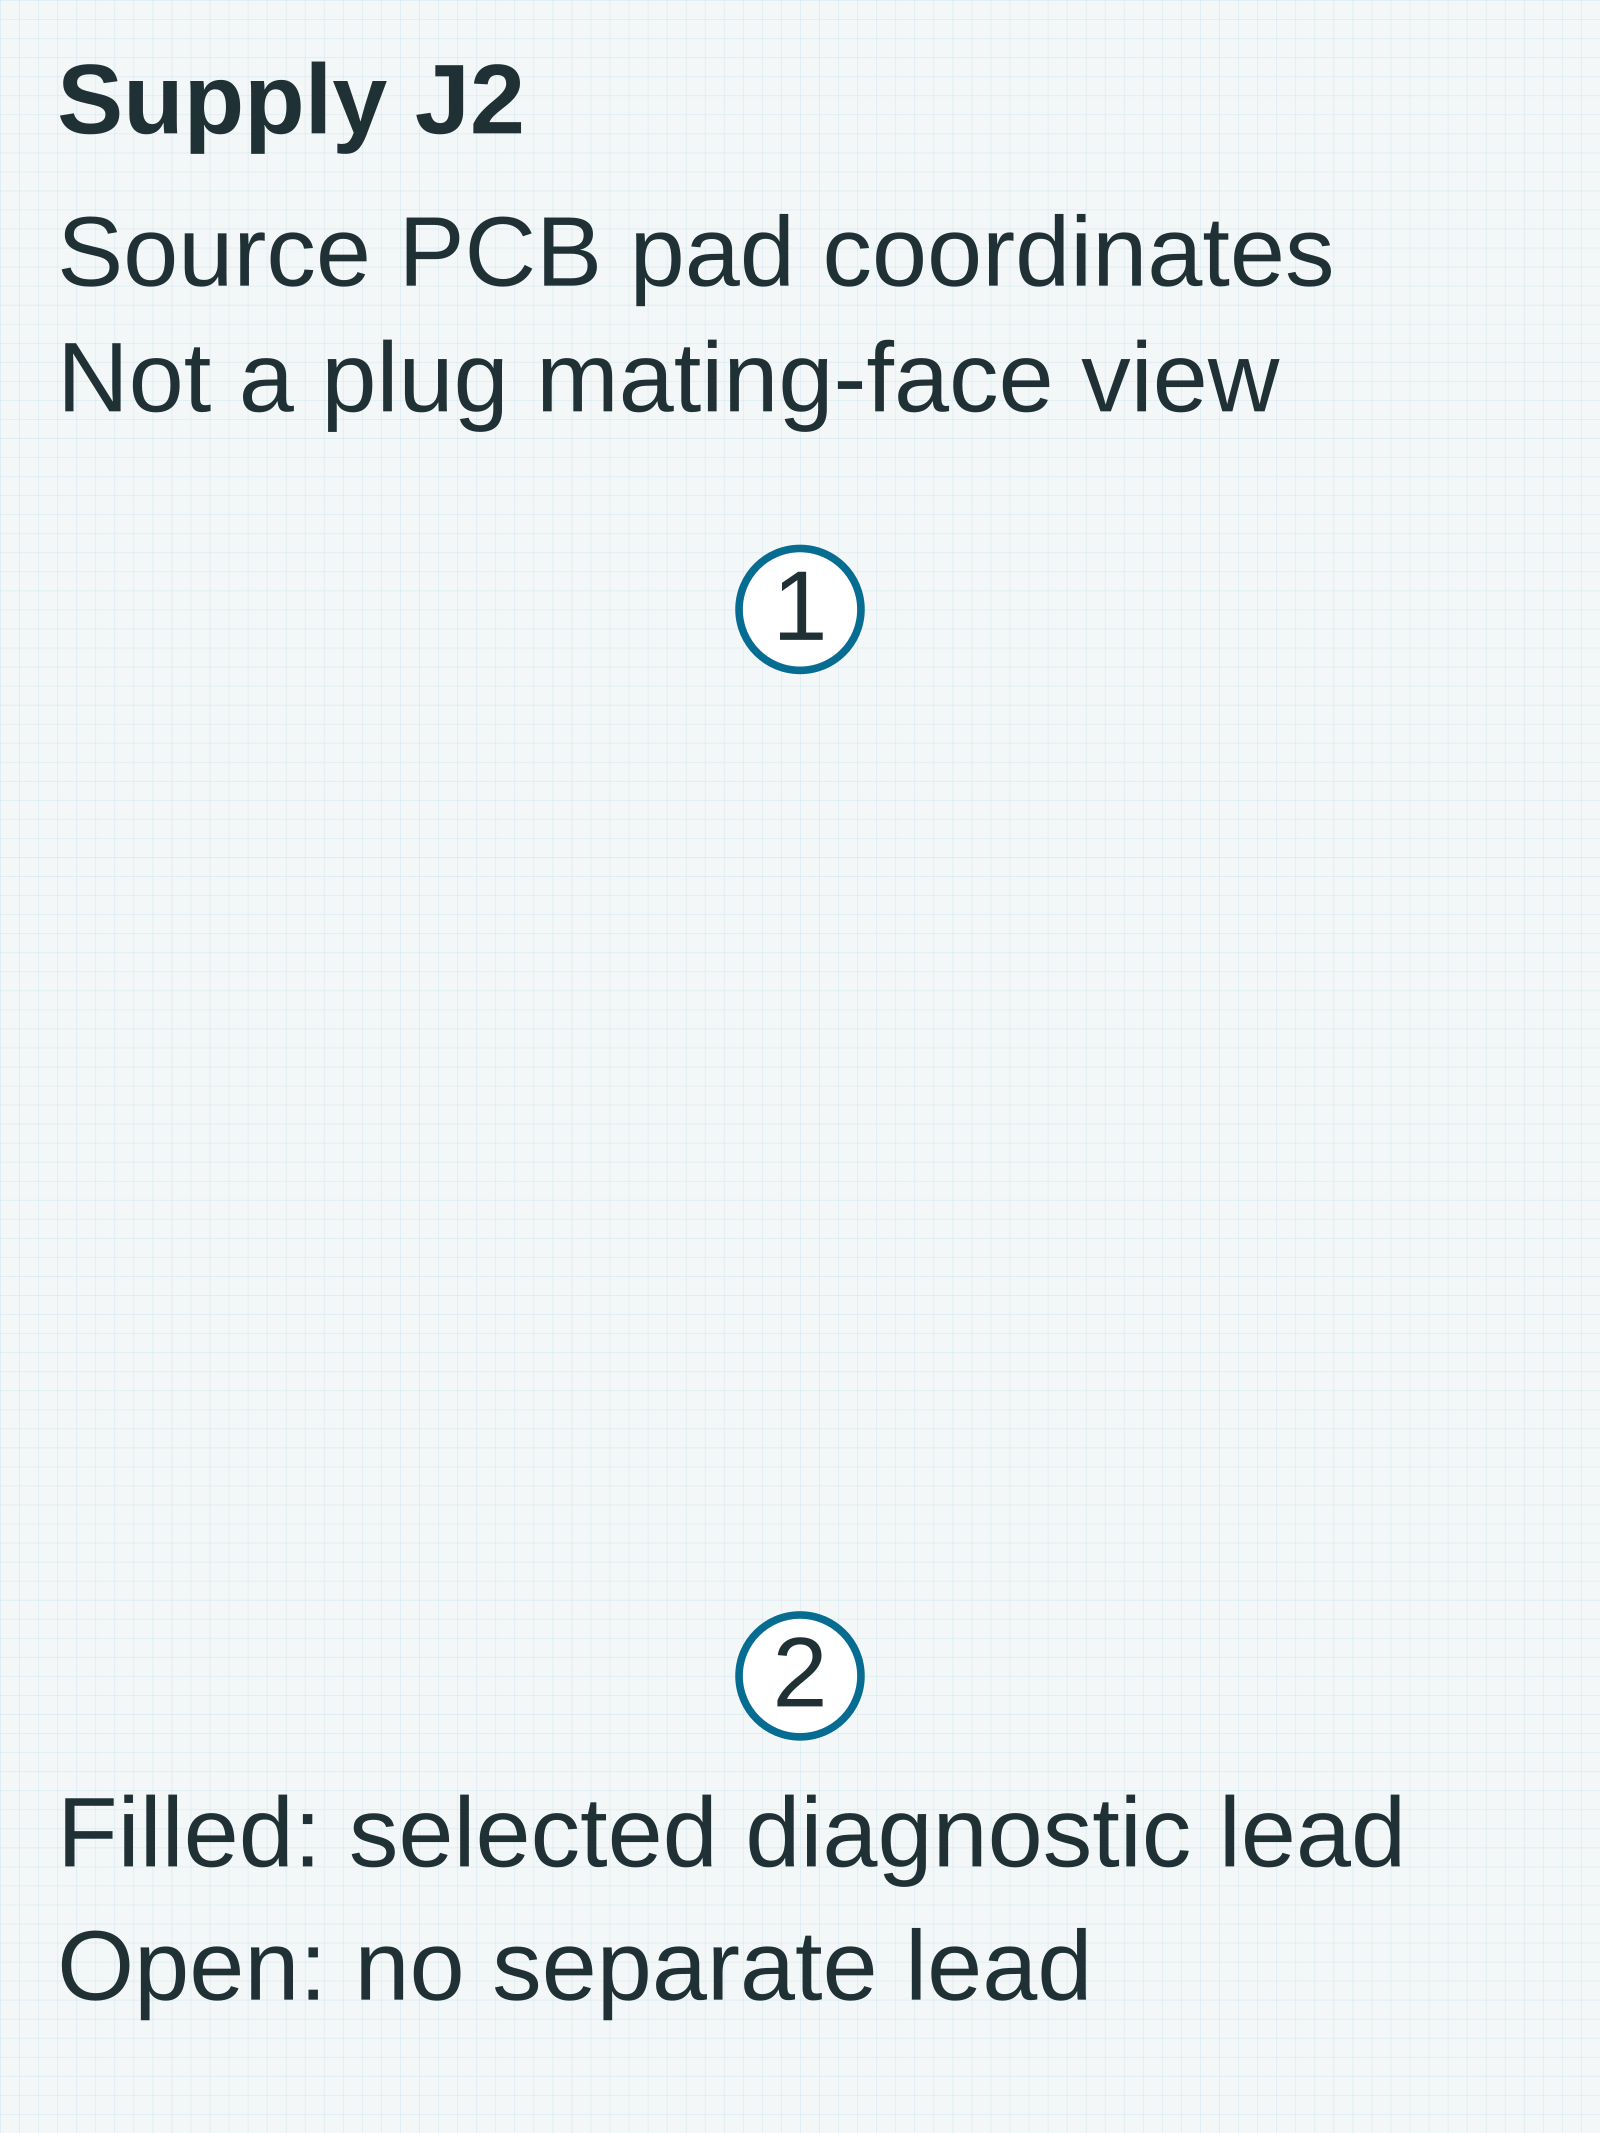 Supply J2
Source PCB pad coordinates
Not a plug mating-face view
1
2
Filled: selected diagnostic lead
Open: no separate lead